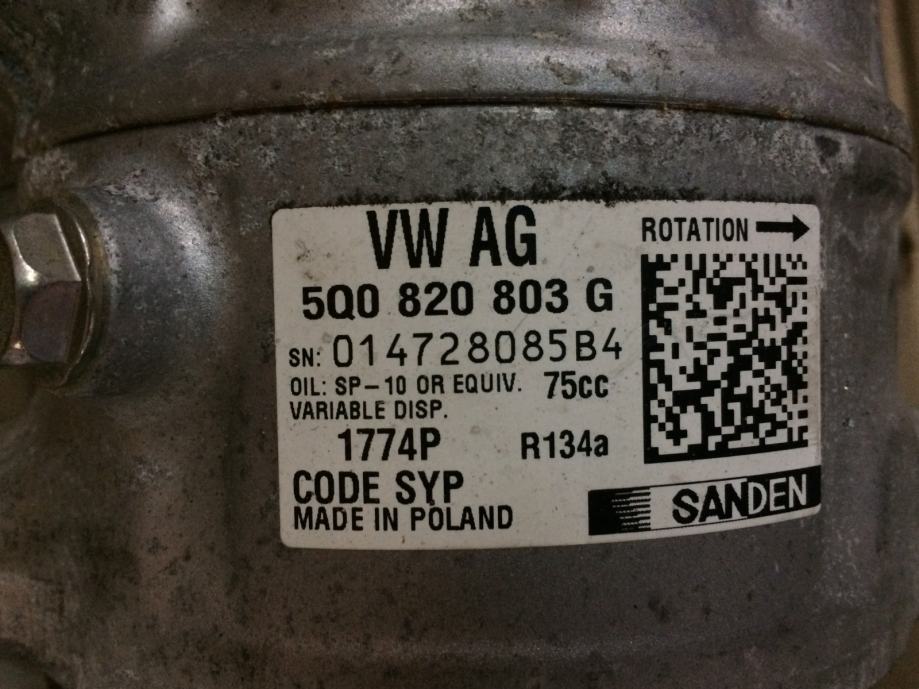 VW AG
ROTATION
5Q0 820 803 G
SN: 014728085B4
OIL: SP-10 OR EQUIV. 75cc
VARIABLE DISP.
1774P R134a
CODE SYP
MADE IN POLAND
SANDEN